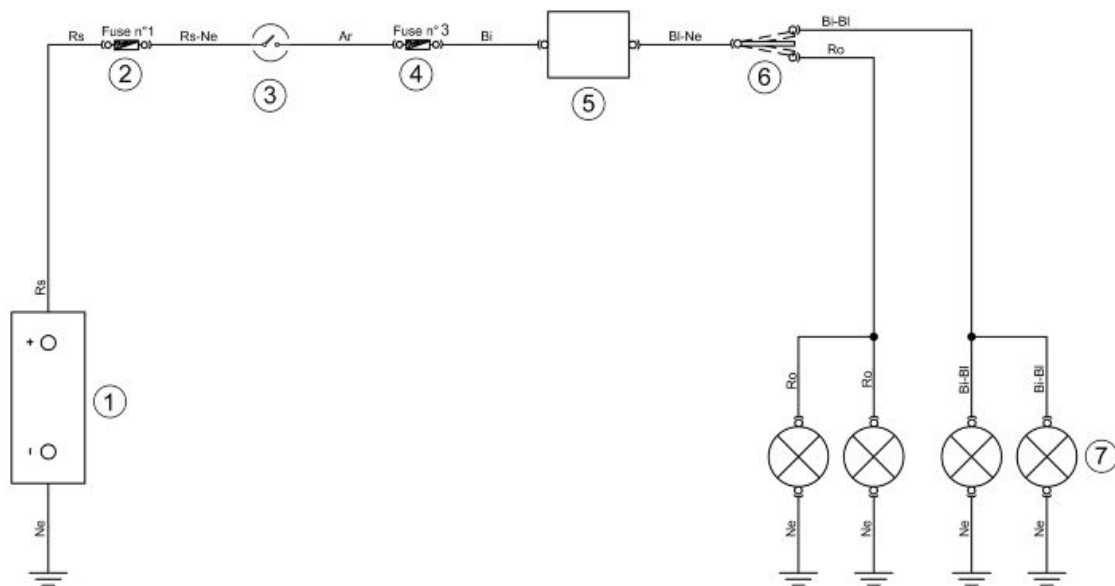 Rs
Fuse n°1
Rs-Ne
Ar
Fuse n° 3
Bi
Bl-Ne
Bi-Bl
Ro
2
3
4
5
6
Rs
+
-
1
Ne
Ro
Ro
Bi-Bl
Bi-Bl
7
Ne
Ne
Ne
Ne